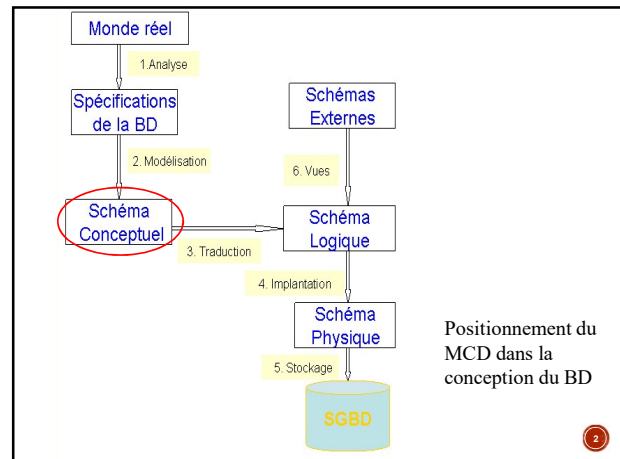 Monde réel
1.Analyse
Spécifications
de la BD
2. Modélisation
Schéma
Conceptuel
3. Traduction
Schémas
Externes
6. Vues
Schéma
Logique
4. Implantation
Schéma
Physique
5. Stockage
SGBD
Positionnement du
MCD dans la
conception du BD
2